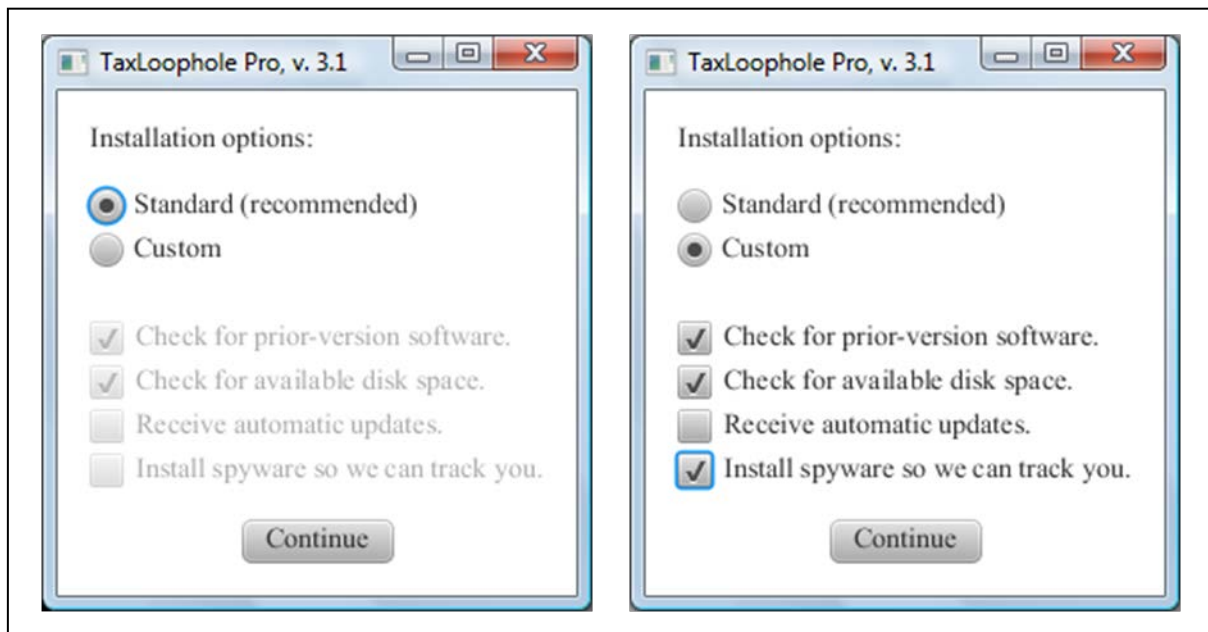 TaxLoophole Pro, v. 3.1
Installation options:
Standard (recommended)
Custom
Check for prior-version software.
Check for available disk space.
Receive automatic updates.
Install spyware so we can track you.
Continue
TaxLoophole Pro, v. 3.1
Installation options:
Standard (recommended)
Custom
Check for prior-version software.
Check for available disk space.
Receive automatic updates.
Install spyware so we can track you.
Continue